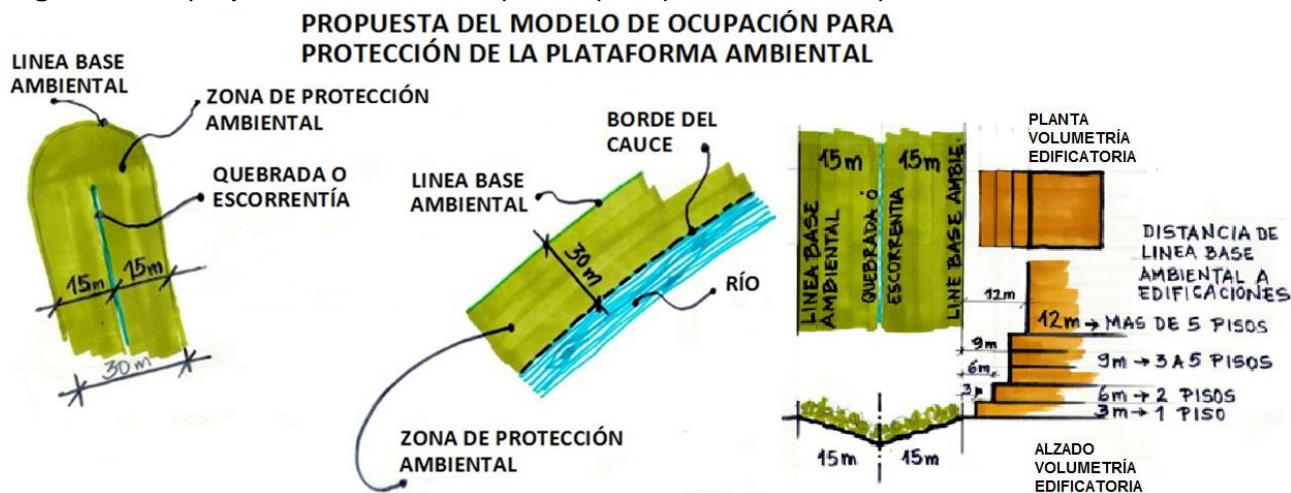 PROPUESTA DEL MODELO DE OCUPACIÓN PARA
PROTECCIÓN DE LA PLATAFORMA AMBIENTAL
LINEA BASE
AMBIENTAL
ZONA DE PROTECCIÓN
AMBIENTAL
QUEBRADA O
ESCORRENTÍA
15m
15m
30m
BORDE DEL
CAUCE
LINEA BASE
AMBIENTAL
30m
RÍO
ZONA DE PROTECCIÓN
AMBIENTAL
15m
15m
LINEA BASE
AMBIENTAL
QUEBRADA Ó
ESCORRENTIA
LINE BASE AMBIE.
PLANTA
VOLUMETRÍA
EDIFICATORIA
DISTANCIA DE
LINEA BASE
AMBIENTAL A
EDIFICACIONES
12m
12m → MAS DE 5 PISOS
9m
9m → 3 A 5 PISOS
6m
6m → 2 PISOS
3m
3m → 1 PISO
15m
15m
ALZADO
VOLUMETRÍA
EDIFICATORIA